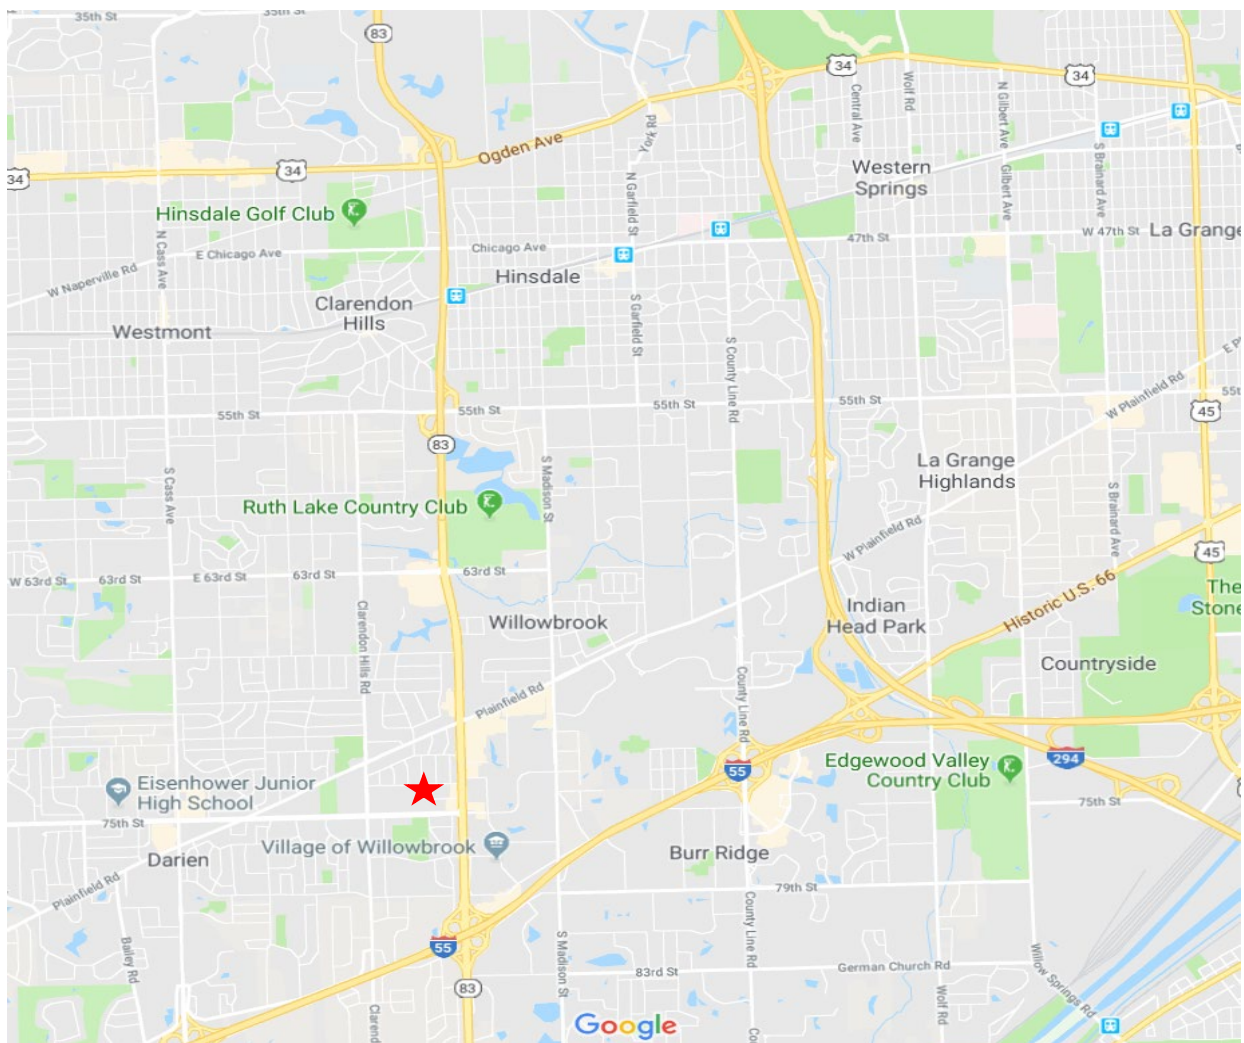 35th St
35th St
83
34
Ogden Ave
York Rd
34
34
34
Central Ave
Wolf Rd
N Gilbert Ave
Gilbert Ave
S Brainard Ave
Western
Springs
Hinsdale Golf Club
N Garfield St
N Cass Ave
E Chicago Ave
Chicago Ave
47th St
W 47th St
La Grange
W Naperville Rd
Hinsdale
Clarendon
Hills
Westmont
S Garfield St
S County Line Rd
W Plainfield Rd
55th St
55th St
55th St
55th St
45
83
La Grange
Highlands
S Cass Ave
S Madison St
S Brainard Ave
Ruth Lake Country Club
W Plainfield Rd
45
W 63rd St
63rd St
E 63rd St
63rd St
63rd St
Historic U.S. 66
The
Stone
Indian
Head Park
Willowbrook
Clarendon Hills Rd
Countryside
County Line Rd
Plainfield Rd
55
294
Edgewood Valley
Country Club
Eisenhower Junior
High School
75th St
75th St
Village of Willowbrook
Burr Ridge
Darien
Plainfield Rd
79th St
Bailey Rd
55
S Madison St
County Line Rd
83rd St
German Church Rd
Wolf Rd
Willow Springs Rd
83
Claren
Google